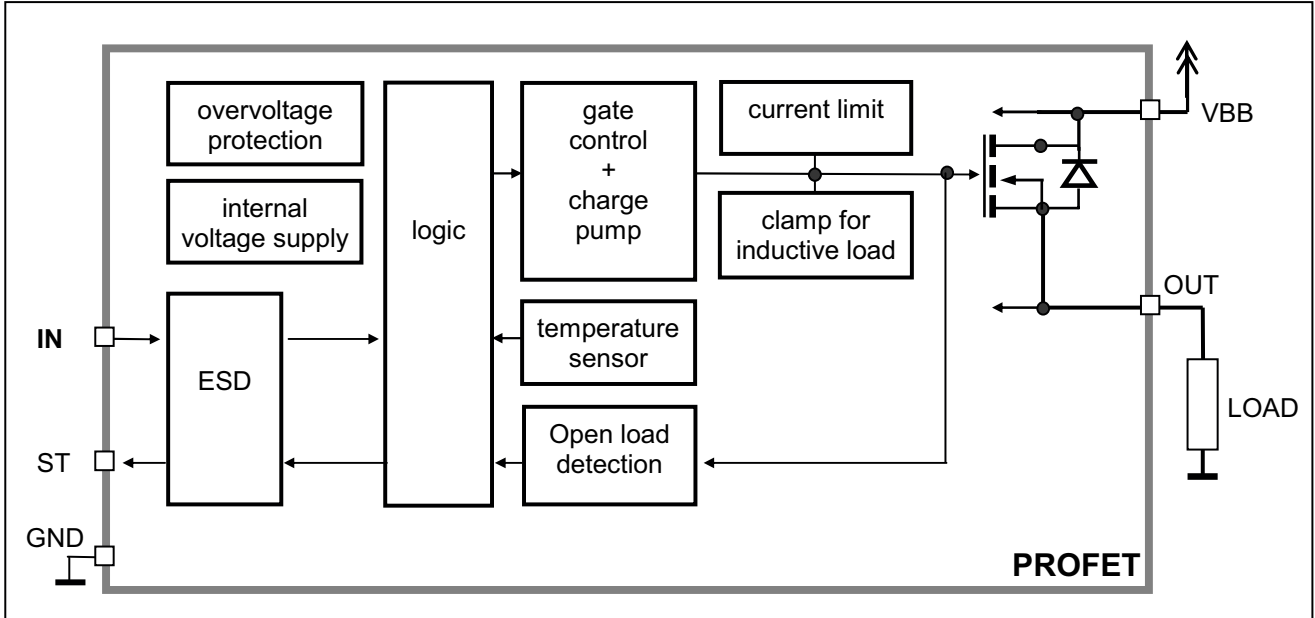 overvoltage
protection
internal
voltage supply
logic
gate
control
+
charge
pump
current limit
clamp for
inductive load
VBB
IN
ESD
temperature
sensor
OUT
LOAD
ST
Open load
detection
GND
PROFET